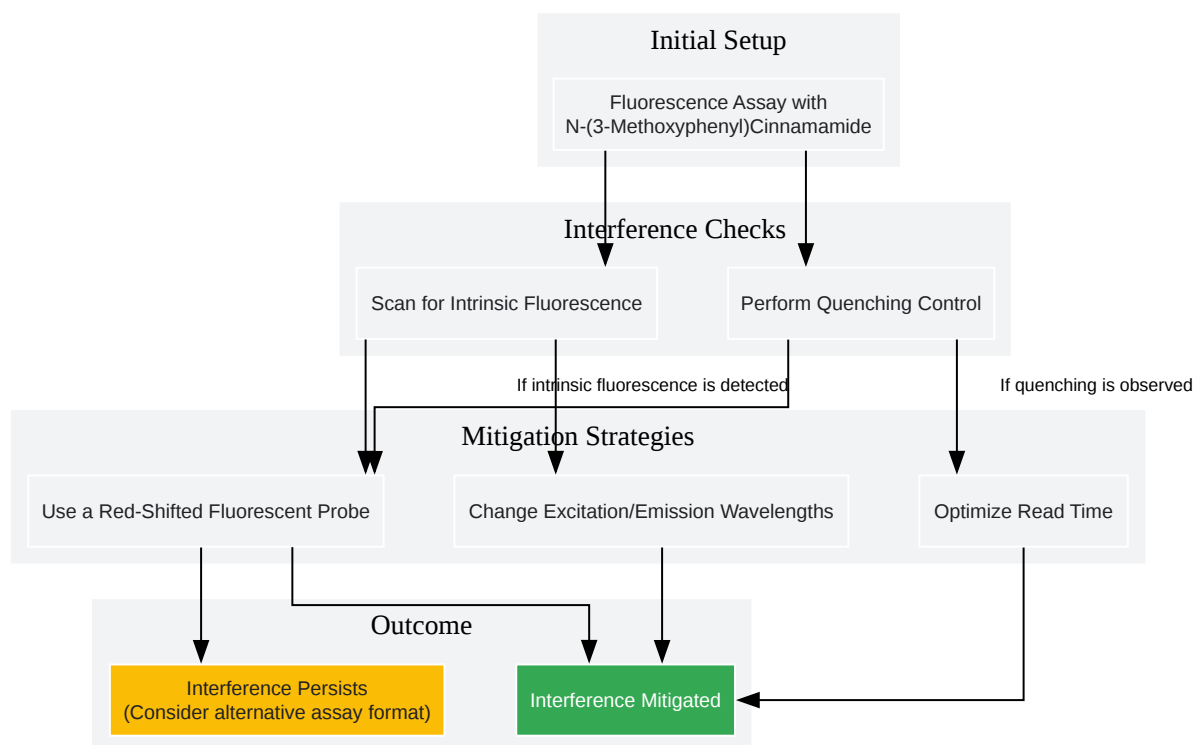 Initial Setup
Fluorescence Assay with
N-(3-Methoxyphenyl)Cinnamamide
Interference Checks
Scan for Intrinsic Fluorescence
Perform Quenching Control
If intrinsic fluorescence is detected
If quenching is observed
Mitigation Strategies
Use a Red-Shifted Fluorescent Probe
Change Excitation/Emission Wavelengths
Optimize Read Time
Outcome
Interference Persists
(Consider alternative assay format)
Interference Mitigated